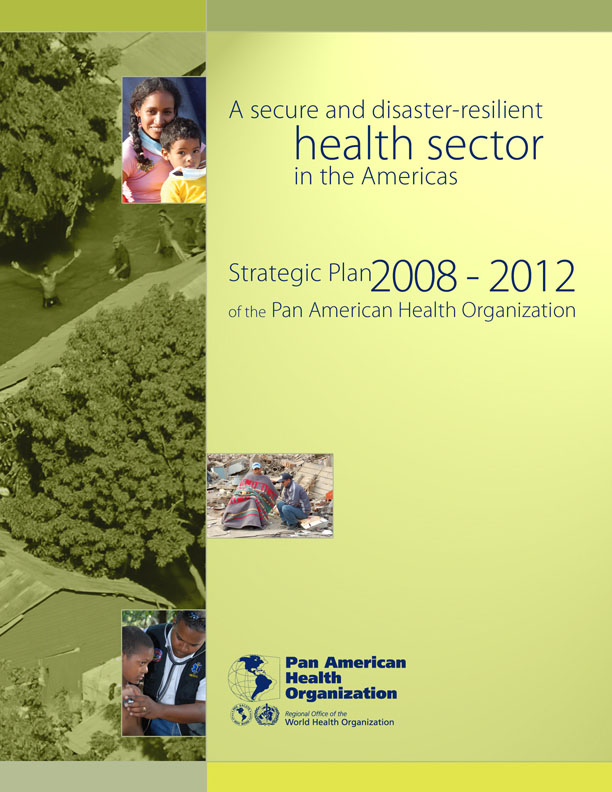 A secure and disaster-resilient
health sector
in the Americas
Strategic Plan 2008 - 2012
of the Pan American Health Organization
Pan American
Health
Organization
Regional Office of the
World Health Organization